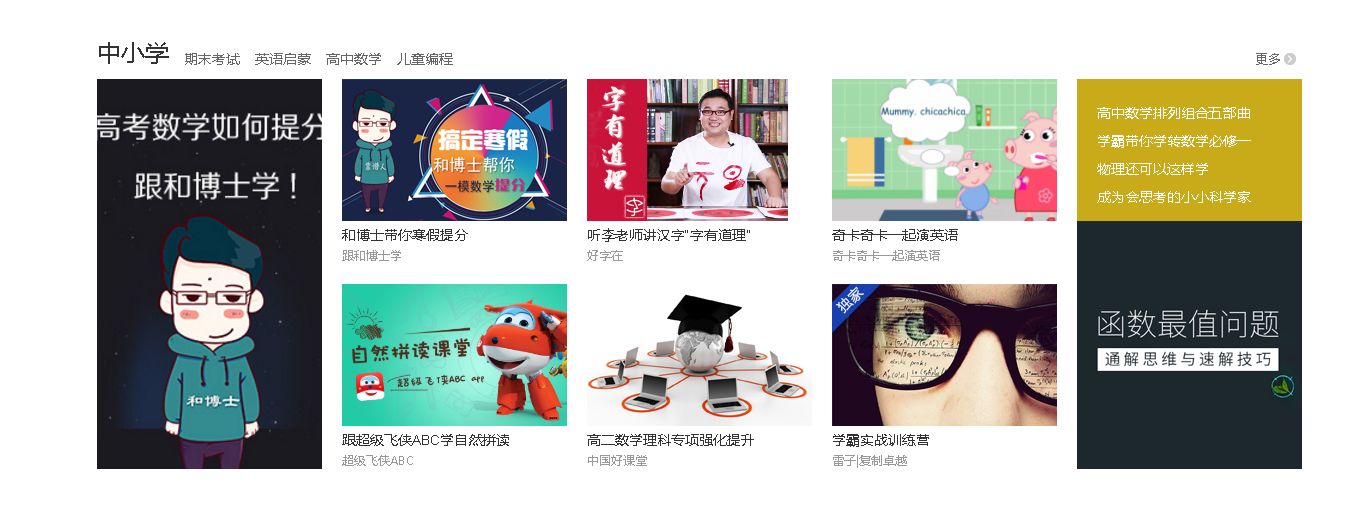 中小学 期末考试 英语启蒙 高中数学 儿童编程 更多
高考数学如何提分
跟和博士学！
和博士
靠谱人
搞定寒假
和博士帮你
一模数学提分
和博士带你寒假提分
跟和博士学
字有道理
听李老师讲汉字“字有道理”
好字在
Mummy, chicachica,
奇卡奇卡一起演英语
奇卡奇卡一起演英语
高中数学排列组合五部曲
学霸带你学转数学必修一
物理还可以这样学
成为会思考的小小科学家
自然拼读课堂
超级飞侠ABC app
跟超级飞侠ABC学自然拼读
超级飞侠ABC
高二数学理科专项强化提升
中国好课堂
独家
学霸实战训练营
雷子|复制卓越
函数最值问题
通解思维与速解技巧